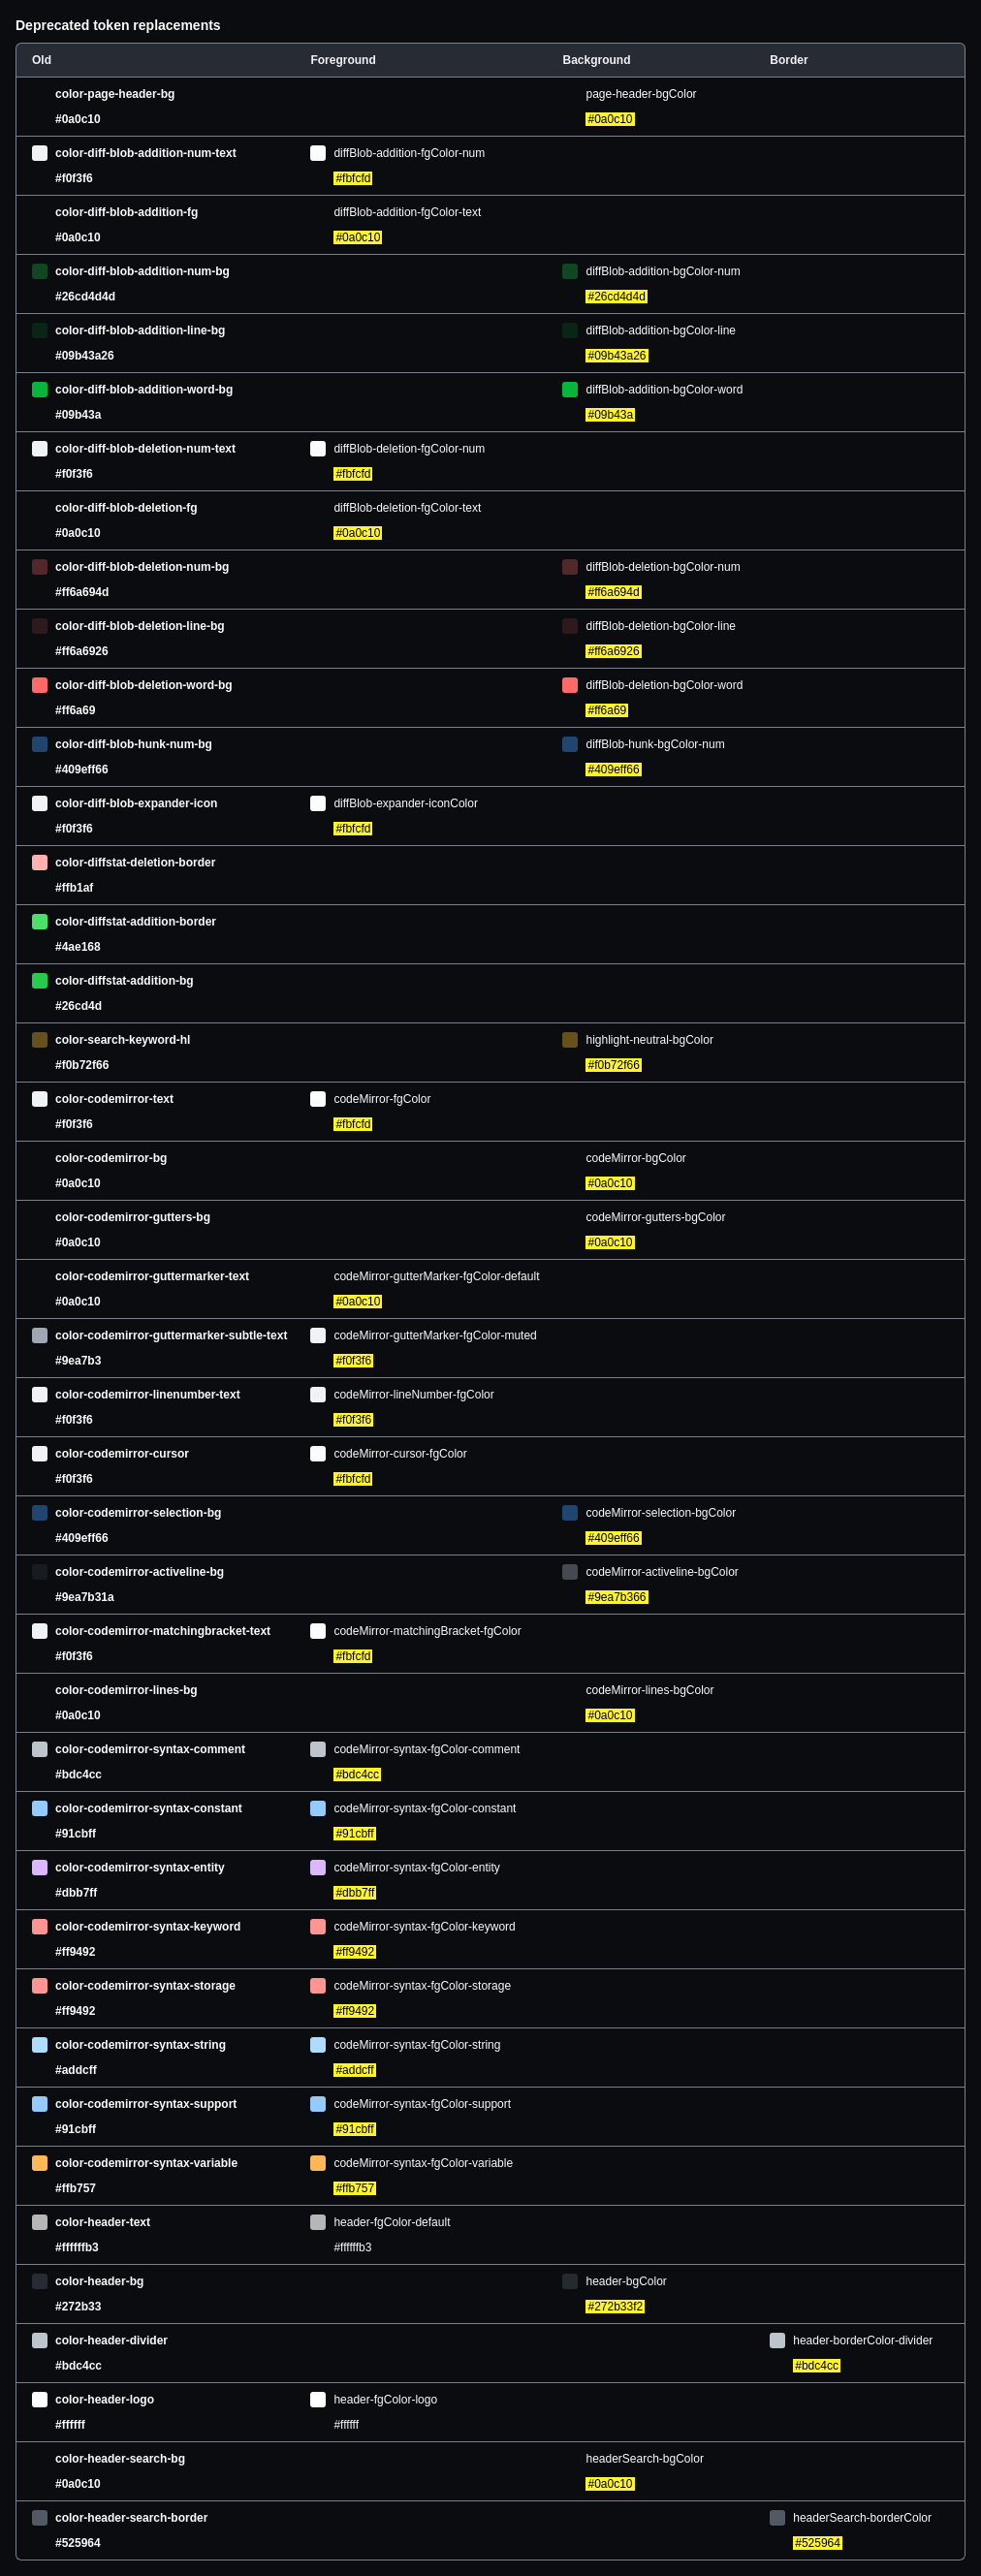 Deprecated token replacements
Old Foreground Background Border
color-page-header-bg page-header-bgColor
#0a0c10 #0a0c10
color-diff-blob-addition-num-text diffBlob-addition-fgColor-num
#f0f3f6 #fbfcfd
color-diff-blob-addition-fg diffBlob-addition-fgColor-text
#0a0c10 #0a0c10
color-diff-blob-addition-num-bg diffBlob-addition-bgColor-num
#26cd4d4d #26cd4d4d
color-diff-blob-addition-line-bg diffBlob-addition-bgColor-line
#09b43a26 #09b43a26
color-diff-blob-addition-word-bg diffBlob-addition-bgColor-word
#09b43a #09b43a
color-diff-blob-deletion-num-text diffBlob-deletion-fgColor-num
#f0f3f6 #fbfcfd
color-diff-blob-deletion-fg diffBlob-deletion-fgColor-text
#0a0c10 #0a0c10
color-diff-blob-deletion-num-bg diffBlob-deletion-bgColor-num
#ff6a694d #ff6a694d
color-diff-blob-deletion-line-bg diffBlob-deletion-bgColor-line
#ff6a6926 #ff6a6926
color-diff-blob-deletion-word-bg diffBlob-deletion-bgColor-word
#ff6a69 #ff6a69
color-diff-blob-hunk-num-bg diffBlob-hunk-bgColor-num
#409eff66 #409eff66
color-diff-blob-expander-icon diffBlob-expander-iconColor
#f0f3f6 #fbfcfd
color-diffstat-deletion-border
#ffb1af
color-diffstat-addition-border
#4ae168
color-diffstat-addition-bg
#26cd4d
color-search-keyword-hl highlight-neutral-bgColor
#f0b72f66 #f0b72f66
color-codemirror-text codeMirror-fgColor
#f0f3f6 #fbfcfd
color-codemirror-bg codeMirror-bgColor
#0a0c10 #0a0c10
color-codemirror-gutters-bg codeMirror-gutters-bgColor
#0a0c10 #0a0c10
color-codemirror-guttermarker-text codeMirror-gutterMarker-fgColor-default
#0a0c10 #0a0c10
color-codemirror-guttermarker-subtle-text codeMirror-gutterMarker-fgColor-muted
#9ea7b3 #f0f3f6
color-codemirror-linenumber-text codeMirror-lineNumber-fgColor
#f0f3f6 #f0f3f6
color-codemirror-cursor codeMirror-cursor-fgColor
#f0f3f6 #fbfcfd
color-codemirror-selection-bg codeMirror-selection-bgColor
#409eff66 #409eff66
color-codemirror-activeline-bg codeMirror-activeline-bgColor
#9ea7b31a #9ea7b366
color-codemirror-matchingbracket-text codeMirror-matchingBracket-fgColor
#f0f3f6 #fbfcfd
color-codemirror-lines-bg codeMirror-lines-bgColor
#0a0c10 #0a0c10
color-codemirror-syntax-comment codeMirror-syntax-fgColor-comment
#bdc4cc #bdc4cc
color-codemirror-syntax-constant codeMirror-syntax-fgColor-constant
#91cbff #91cbff
color-codemirror-syntax-entity codeMirror-syntax-fgColor-entity
#dbb7ff #dbb7ff
color-codemirror-syntax-keyword codeMirror-syntax-fgColor-keyword
#ff9492 #ff9492
color-codemirror-syntax-storage codeMirror-syntax-fgColor-storage
#ff9492 #ff9492
color-codemirror-syntax-string codeMirror-syntax-fgColor-string
#addcff #addcff
color-codemirror-syntax-support codeMirror-syntax-fgColor-support
#91cbff #91cbff
color-codemirror-syntax-variable codeMirror-syntax-fgColor-variable
#ffb757 #ffb757
color-header-text header-fgColor-default
#ffffffb3 #ffffffb3
color-header-bg header-bgColor
#272b33 #272b33f2
color-header-divider header-borderColor-divider
#bdc4cc #bdc4cc
color-header-logo header-fgColor-logo
#ffffff #ffffff
color-header-search-bg headerSearch-bgColor
#0a0c10 #0a0c10
color-header-search-border headerSearch-borderColor
#525964 #525964